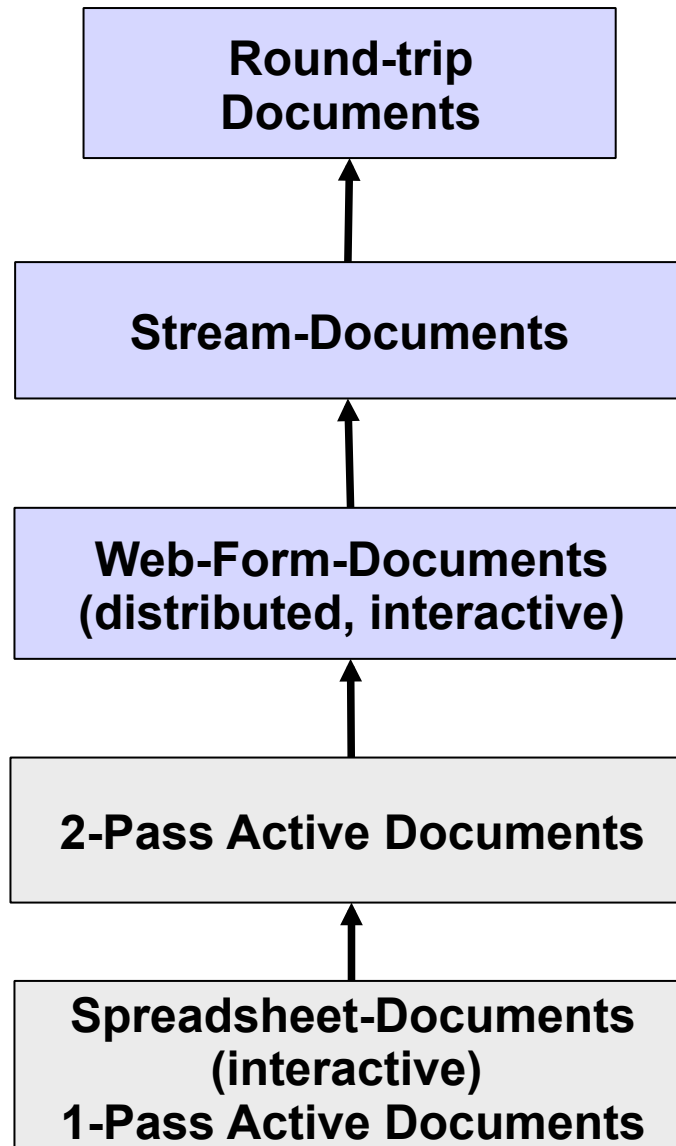 Round-trip
Documents
Stream-Documents
Web-Form-Documents
(distributed, interactive)
2-Pass Active Documents
Spreadsheet-Documents
(interactive)
1-Pass Active Documents